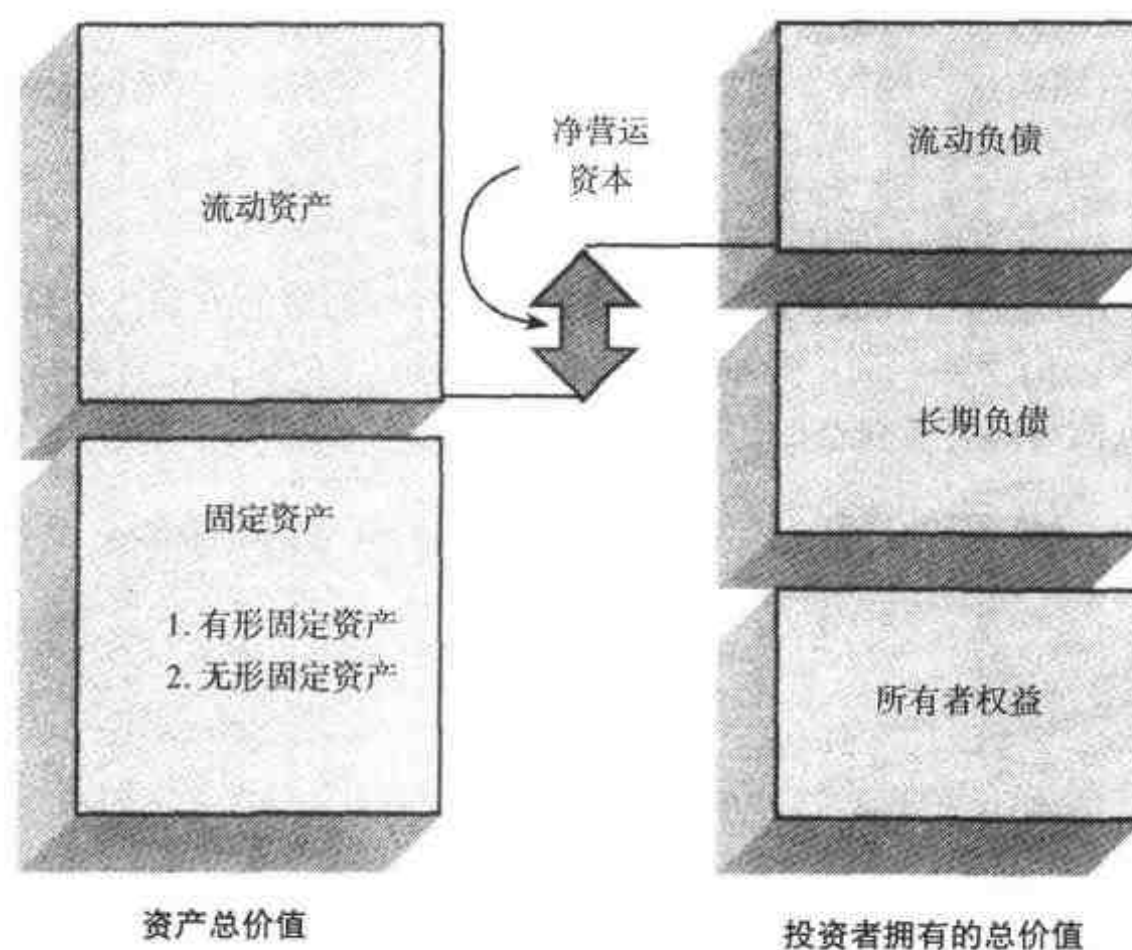 流动资产
固定资产
1. 有形固定资产
2. 无形固定资产
资产总价值
净营运
资本
流动负债
长期负债
所有者权益
投资者拥有的总价值